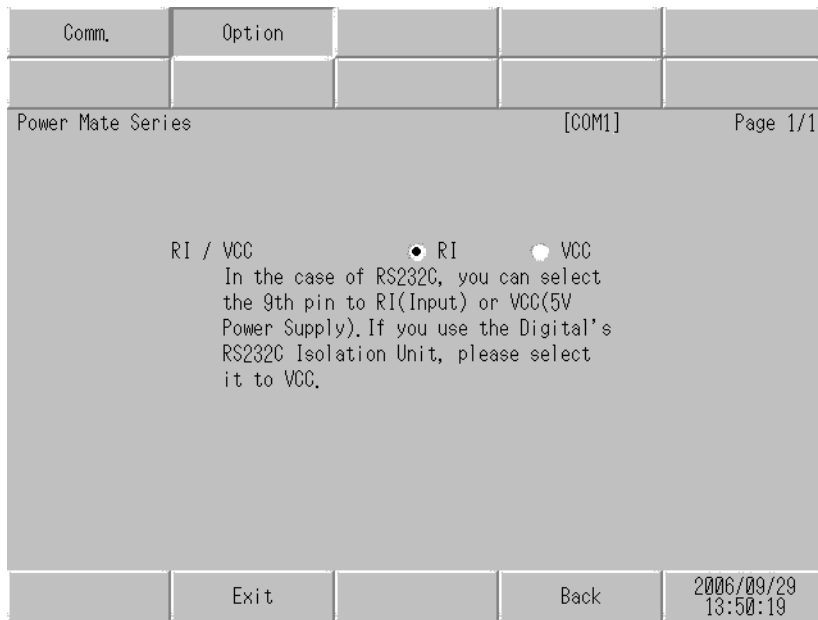 Comm. Option
Power Mate Series [COM1] Page 1/1
RI / VCC RI VCC
In the case of RS232C, you can select
the 9th pin to RI(Input) or VCC(5V
Power Supply).If you use the Digital's
RS232C Isolation Unit, please select
it to VCC.
Exit Back 2006/09/29
13:50:19